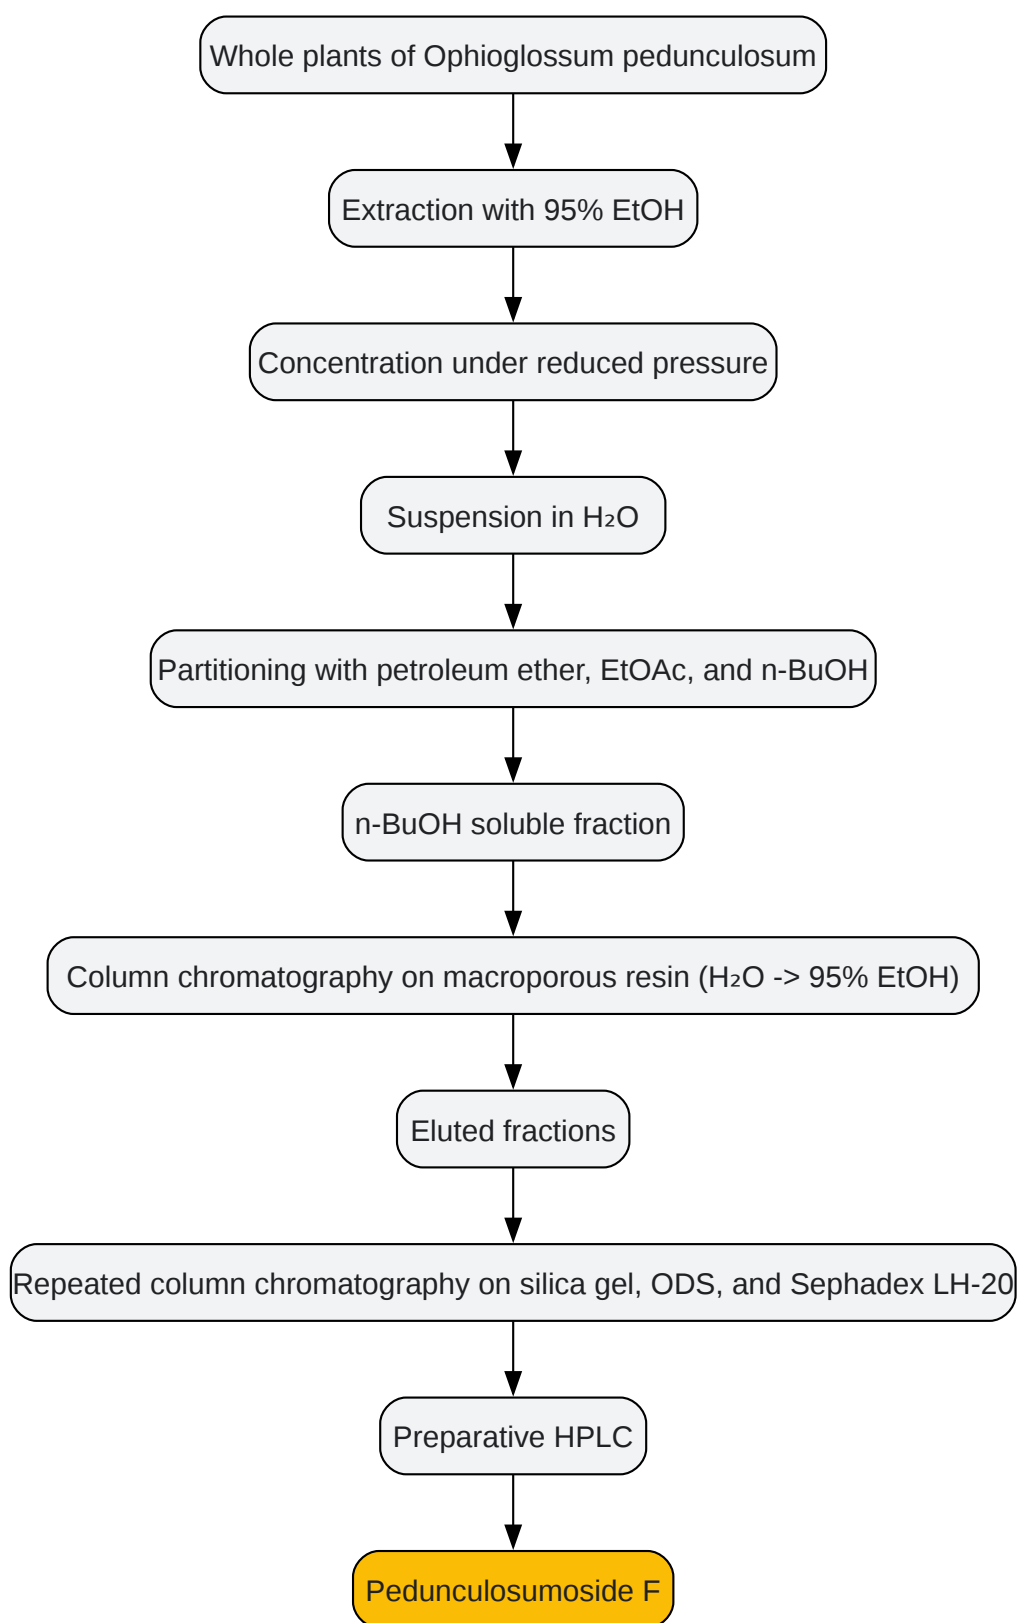 Whole plants of Ophioglossum pedunculosum
Extraction with 95% EtOH
Concentration under reduced pressure
Suspension in H₂O
Partitioning with petroleum ether, EtOAc, and n-BuOH
n-BuOH soluble fraction
Column chromatography on macroporous resin (H₂O -> 95% EtOH)
Eluted fractions
Repeated column chromatography on silica gel, ODS, and Sephadex LH-20
Preparative HPLC
Pedunculosumoside F